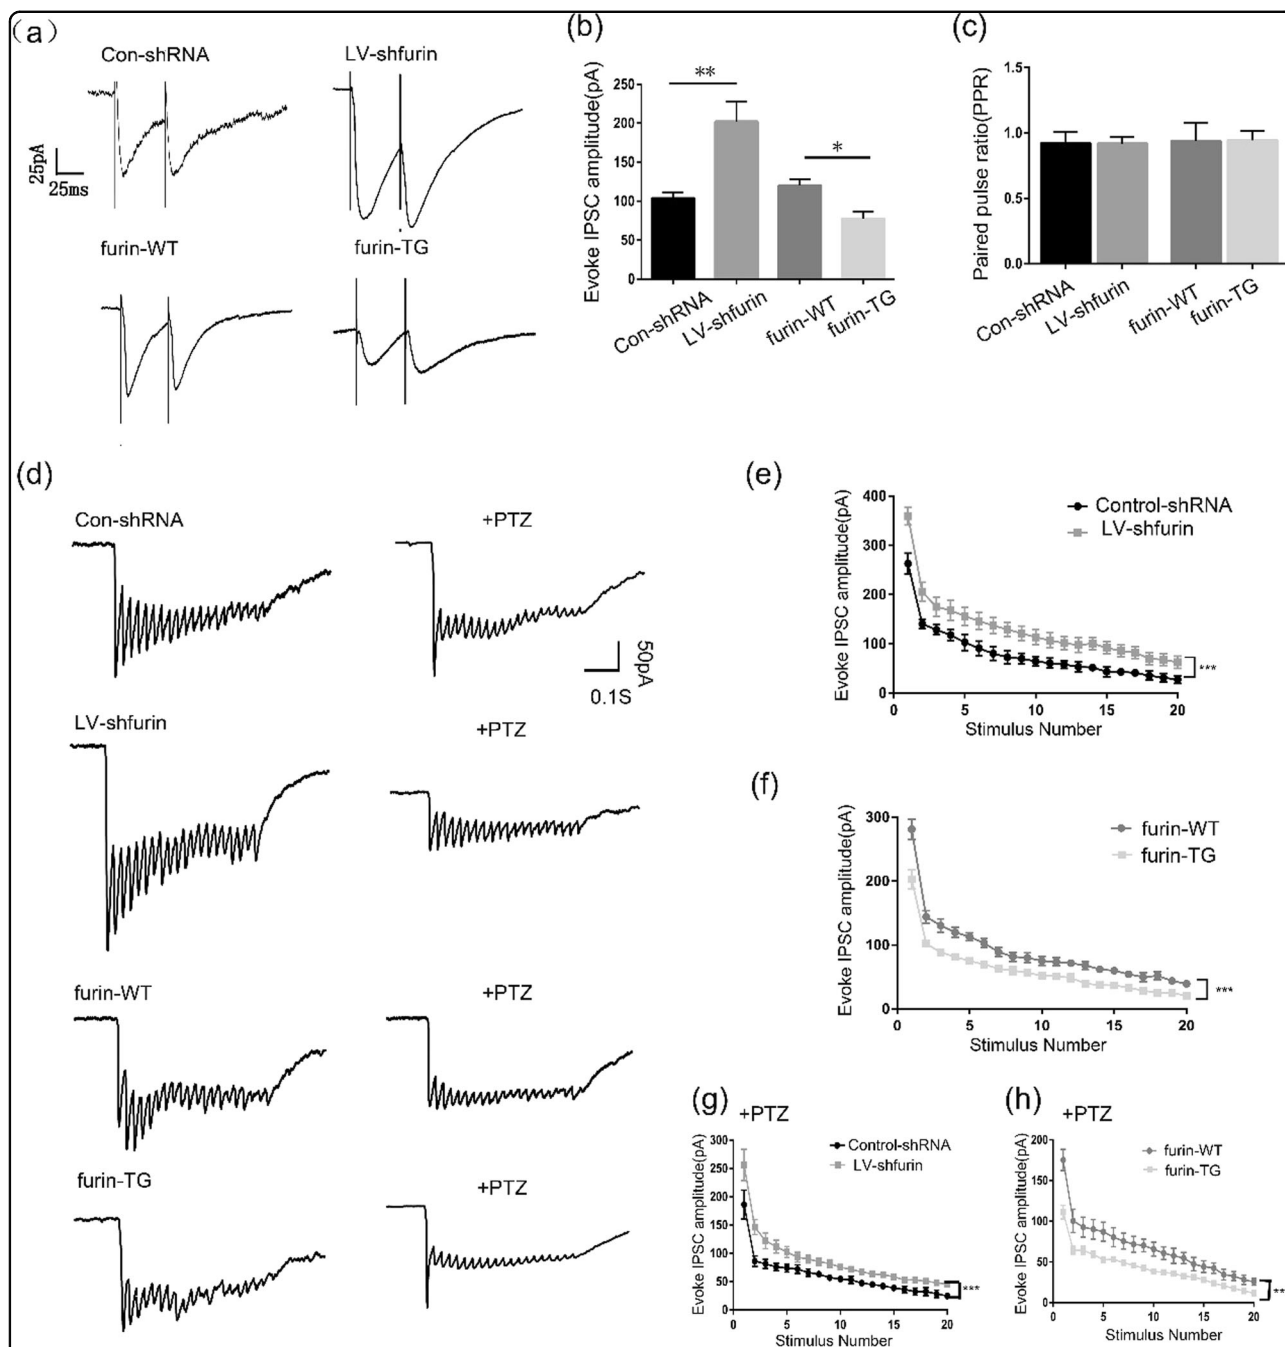 (a)
Con-shRNA
LV-shfurin
25pA
25ms
furin-WT
furin-TG
(b)
Evoke IPSC amplitude(pA)
250
200
150
100
50
0
**
*
Con-shRNA
LV-shfurin
furin-WT
furin-TG
(c)
Paired pulse ratio(PPR)
1.5
1.0
0.5
0.0
Con-shRNA
LV-shfurin
furin-WT
furin-TG
(d)
Con-shRNA
+PTZ
50pA
0.1S
LV-shfurin
+PTZ
furin-WT
+PTZ
furin-TG
+PTZ
(e)
Evoke IPSC amplitude(pA)
400
300
200
100
0
Control-shRNA
LV-shfurin
***
0 5 10 15 20
Stimulus Number
(f)
Evoke IPSC amplitude(pA)
300
200
100
0
furin-WT
furin-TG
***
0 5 10 15 20
Stimulus Number
(g)
+PTZ
Evoke IPSC amplitude(pA)
300
250
200
150
100
50
0
Control-shRNA
LV-shfurin
***
0 5 10 15 20
Stimulus Number
(h)
+PTZ
Evoke IPSC amplitude(pA)
200
150
100
50
0
furin-WT
furin-TG
**
0 5 10 15 20
Stimulus Number